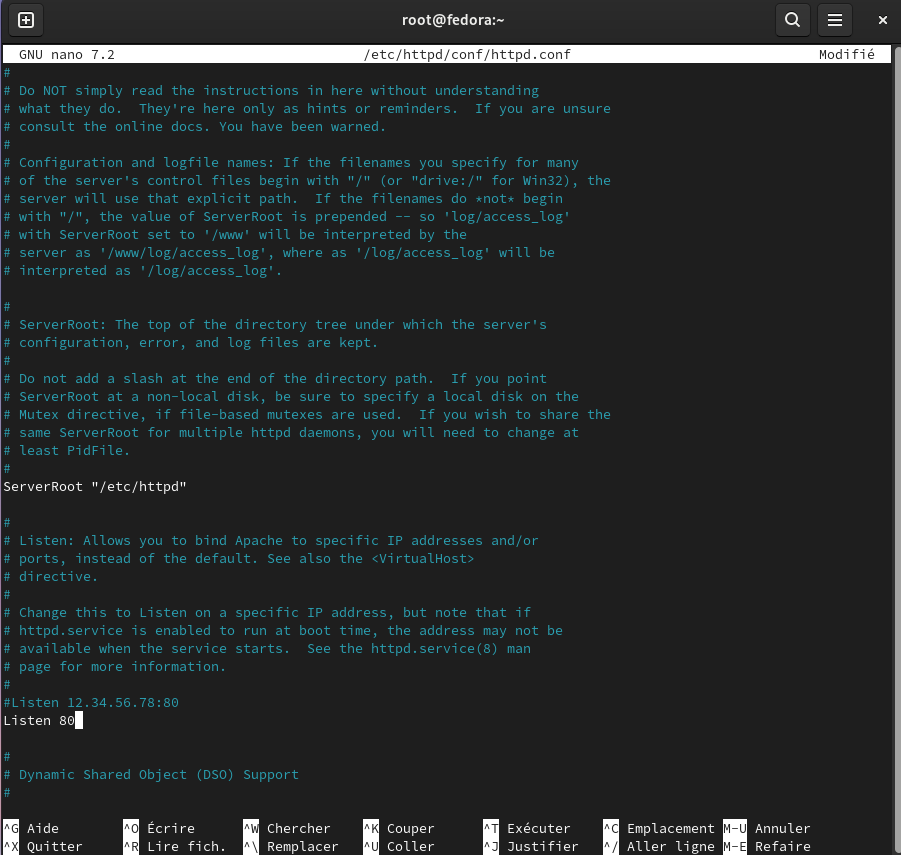 root@fedora:~
GNU nano 7.2 /etc/httpd/conf/httpd.conf Modifié
#
# Do NOT simply read the instructions in here without understanding
# what they do.  They're here only as hints or reminders.  If you are unsure
# consult the online docs. You have been warned.
#
# Configuration and logfile names: If the filenames you specify for many
# of the server's control files begin with "/" (or "drive:/" for Win32), the
# server will use that explicit path.  If the filenames do *not* begin
# with "/", the value of ServerRoot is prepended -- so 'log/access_log'
# with ServerRoot set to '/www' will be interpreted by the
# server as '/www/log/access_log', where as '/log/access_log' will be
# interpreted as '/log/access_log'.
#
# ServerRoot: The top of the directory tree under which the server's
# configuration, error, and log files are kept.
#
# Do not add a slash at the end of the directory path.  If you point
# ServerRoot at a non-local disk, be sure to specify a local disk on the
# Mutex directive, if file-based mutexes are used.  If you wish to share the
# same ServerRoot for multiple httpd daemons, you will need to change at
# least PidFile.
#
ServerRoot "/etc/httpd"
#
# Listen: Allows you to bind Apache to specific IP addresses and/or
# ports, instead of the default. See also the <VirtualHost>
# directive.
#
# Change this to Listen on a specific IP address, but note that if
# httpd.service is enabled to run at boot time, the address may not be
# available when the service starts.  See the httpd.service(8) man
# page for more information.
#
#Listen 12.34.56.78:80
Listen 80
#
# Dynamic Shared Object (DSO) Support
#
^G Aide ^O Écrire ^W Chercher ^K Couper ^T Exécuter ^C Emplacement M-U Annuler
^X Quitter ^R Lire fich. ^\ Remplacer ^U Coller ^J Justifier ^/ Aller ligne M-E Refaire